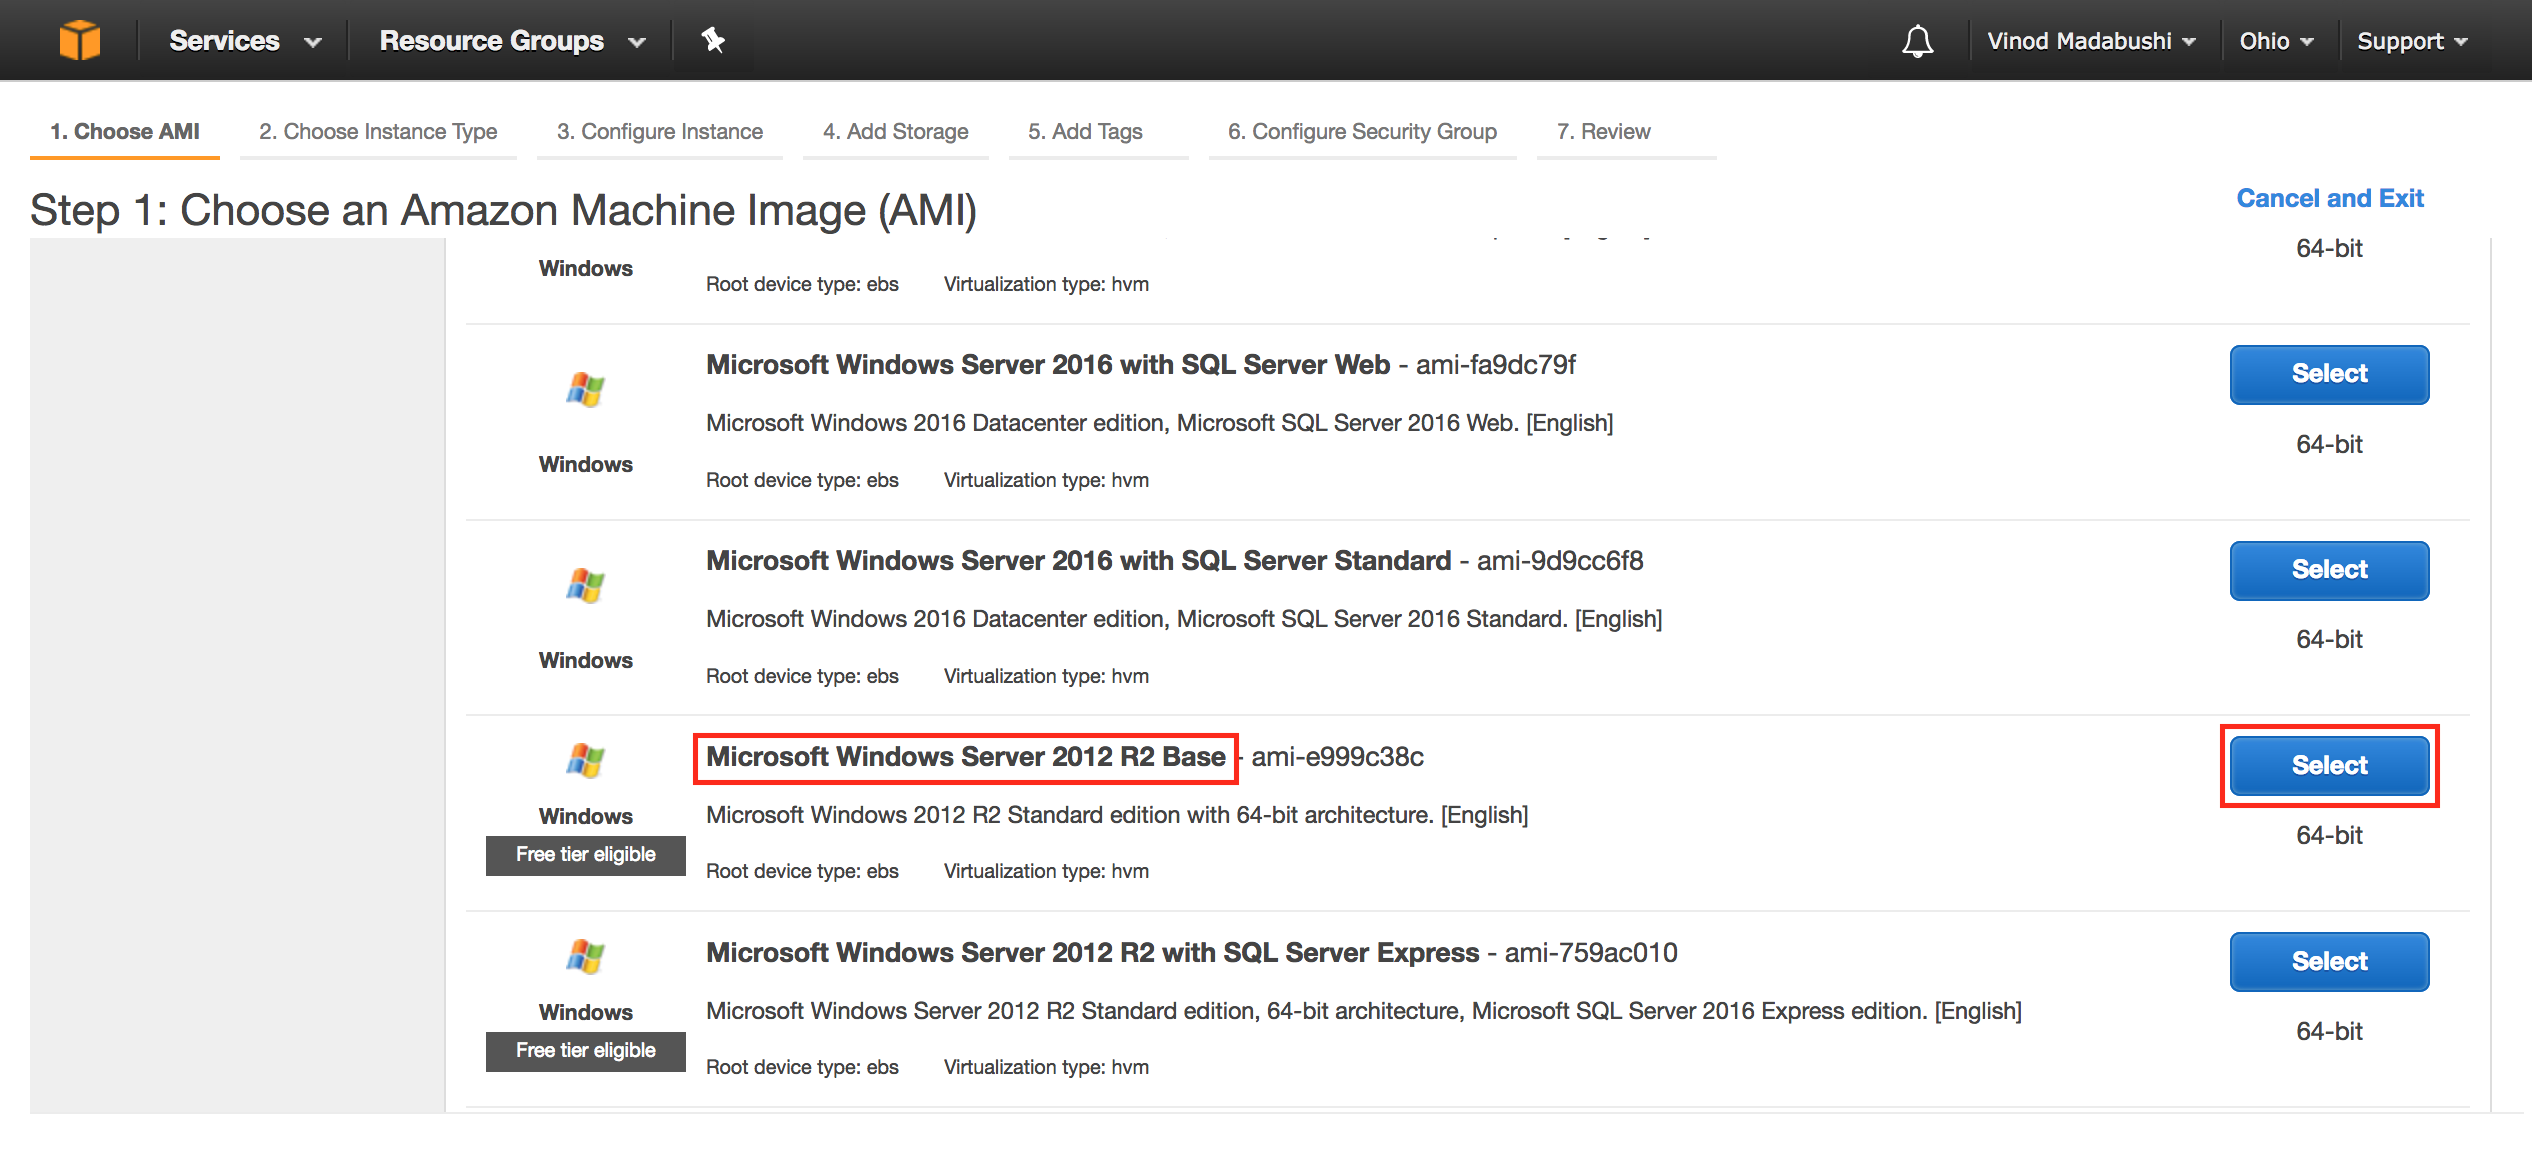 Services Resource Groups Vinod Madabushi Ohio Support
1. Choose AMI 2. Choose Instance Type 3. Configure Instance 4. Add Storage 5. Add Tags 6. Configure Security Group 7. Review
Step 1: Choose an Amazon Machine Image (AMI) Cancel and Exit
64-bit
Windows
Root device type: ebs Virtualization type: hvm
Microsoft Windows Server 2016 with SQL Server Web - ami-fa9dc79f
Select
Microsoft Windows 2016 Datacenter edition, Microsoft SQL Server 2016 Web. [English]
64-bit
Windows
Root device type: ebs Virtualization type: hvm
Microsoft Windows Server 2016 with SQL Server Standard - ami-9d9cc6f8
Select
Microsoft Windows 2016 Datacenter edition, Microsoft SQL Server 2016 Standard. [English]
64-bit
Windows
Root device type: ebs Virtualization type: hvm
Microsoft Windows Server 2012 R2 Base - ami-e999c38c
Select
Windows
Microsoft Windows 2012 R2 Standard edition with 64-bit architecture. [English]
64-bit
Free tier eligible
Root device type: ebs Virtualization type: hvm
Microsoft Windows Server 2012 R2 with SQL Server Express - ami-759ac010
Select
Windows
Microsoft Windows Server 2012 R2 Standard edition, 64-bit architecture, Microsoft SQL Server 2016 Express edition. [English]
64-bit
Free tier eligible
Root device type: ebs Virtualization type: hvm